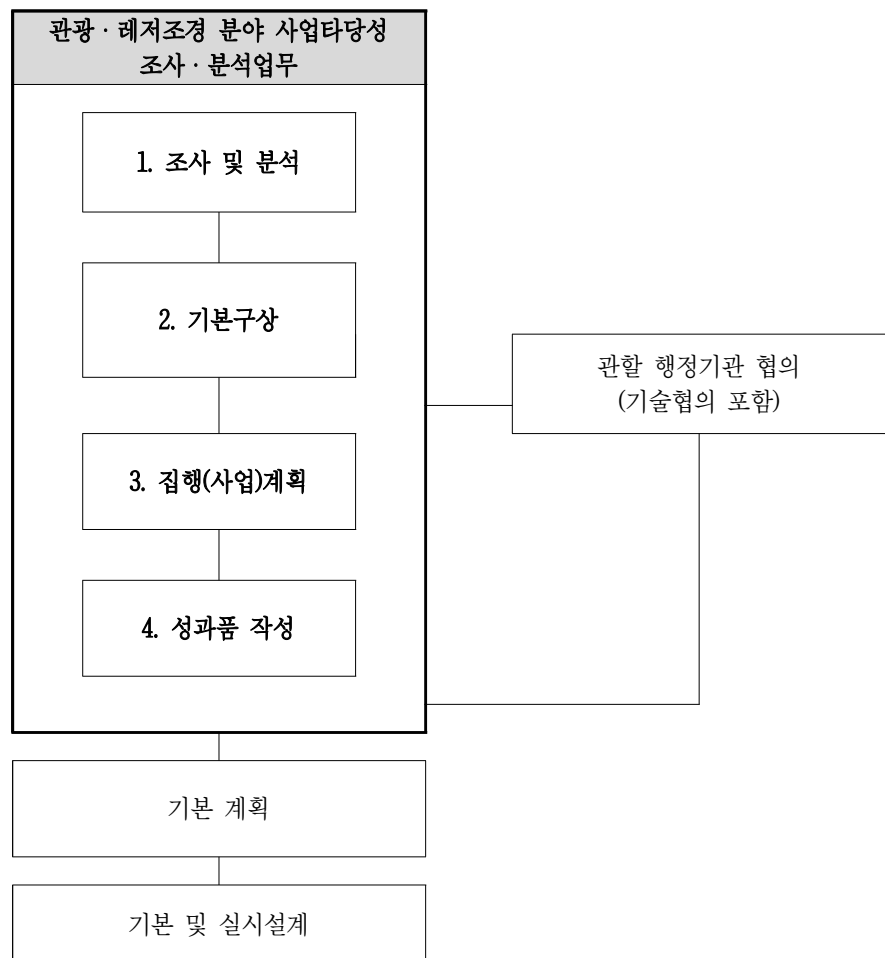 관광 · 레저조경 분야 사업타당성
조사 · 분석업무
1. 조사 및 분석
2. 기본구상
관할 행정기관 협의
(기술협의 포함)
3. 집행(사업)계획
4. 성과품 작성
기본 계획
기본 및 실시설계